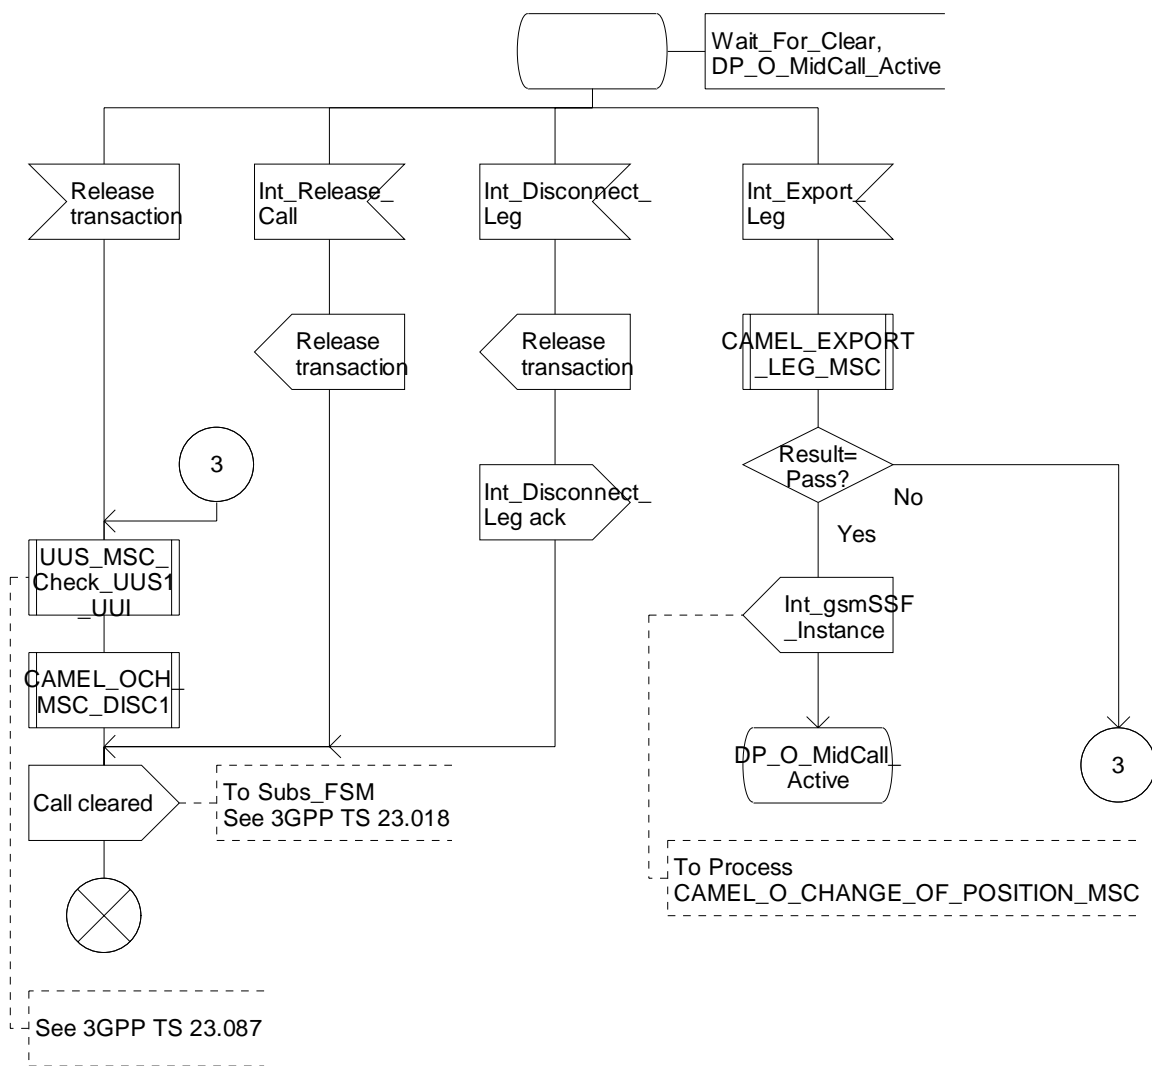 Wait_For_Clear,
DP_O_MidCall_Active
Release
transaction
Int_Release_
Call
Int_Disconnect_
Leg
Int_Export_
Leg
Release
transaction
Release
transaction
CAMEL_EXPORT
_LEG_MSC
3
Int_Disconnect_
Leg ack
Result=
Pass?
No
Yes
UUS_MSC_
Check_UUS1
_UUI
Int_gsmSSF
_Instance
CAMEL_OCH_
MSC_DISC1
DP_O_MidCall_
Active
3
Call cleared
To Subs_FSM
See 3GPP TS 23.018
To Process
CAMEL_O_CHANGE_OF_POSITION_MSC
See 3GPP TS 23.087